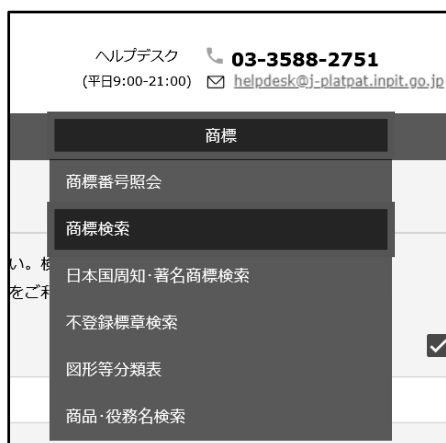 ヘルプデスク 03-3588-2751
(平日9:00-21:00) helpdesk@j-platpat.inpit.go.jp
商標
商標番号照会
商標検索
い。検
をご利
日本国周知·著名商標検索
不登録標章検索
図形等分類表
商品·役務名検索